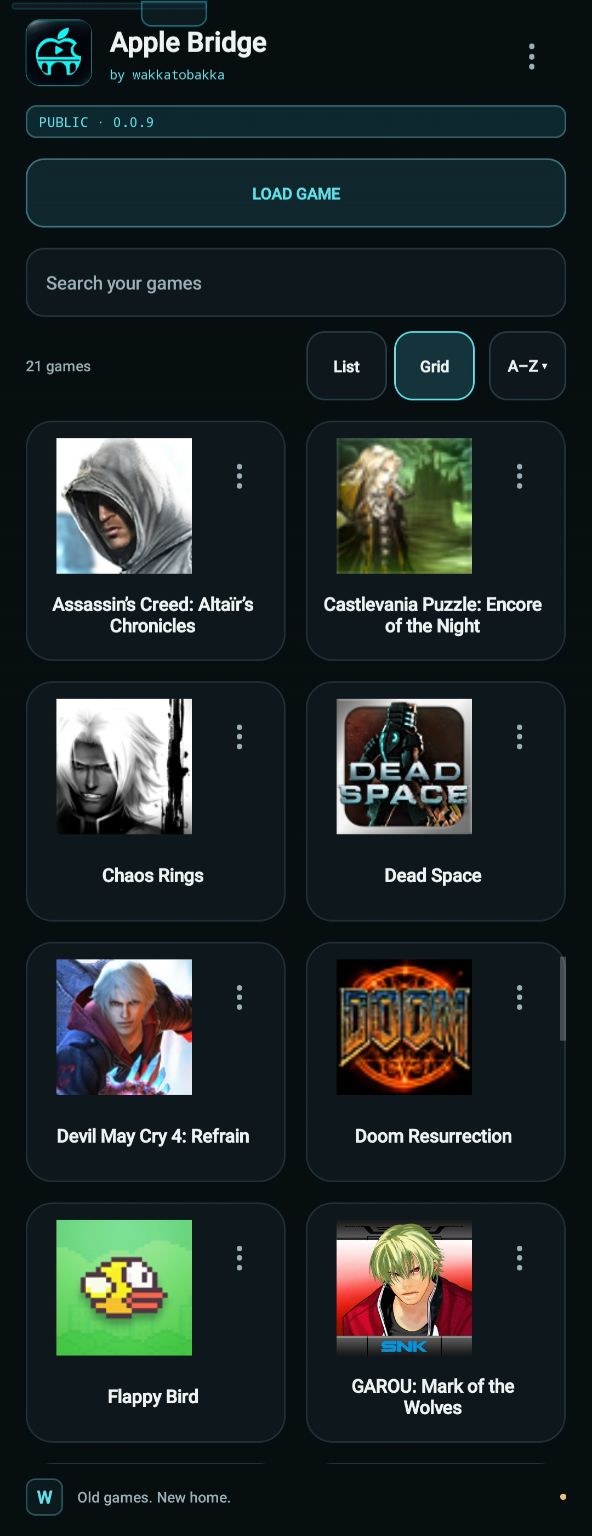 Apple Bridge
by wakkatobakka
PUBLIC · 0.0.9
LOAD GAME
Search your games
21 games
List
Grid
A–Z ▾
Assassin's Creed: Altaïr's
Chronicles
Castlevania Puzzle: Encore
of the Night
Chaos Rings
DEAD
SPACE
Dead Space
Devil May Cry 4: Refrain
DOOM
Doom Resurrection
Flappy Bird
SNK
GAROU: Mark of the
Wolves
W
Old games. New home.